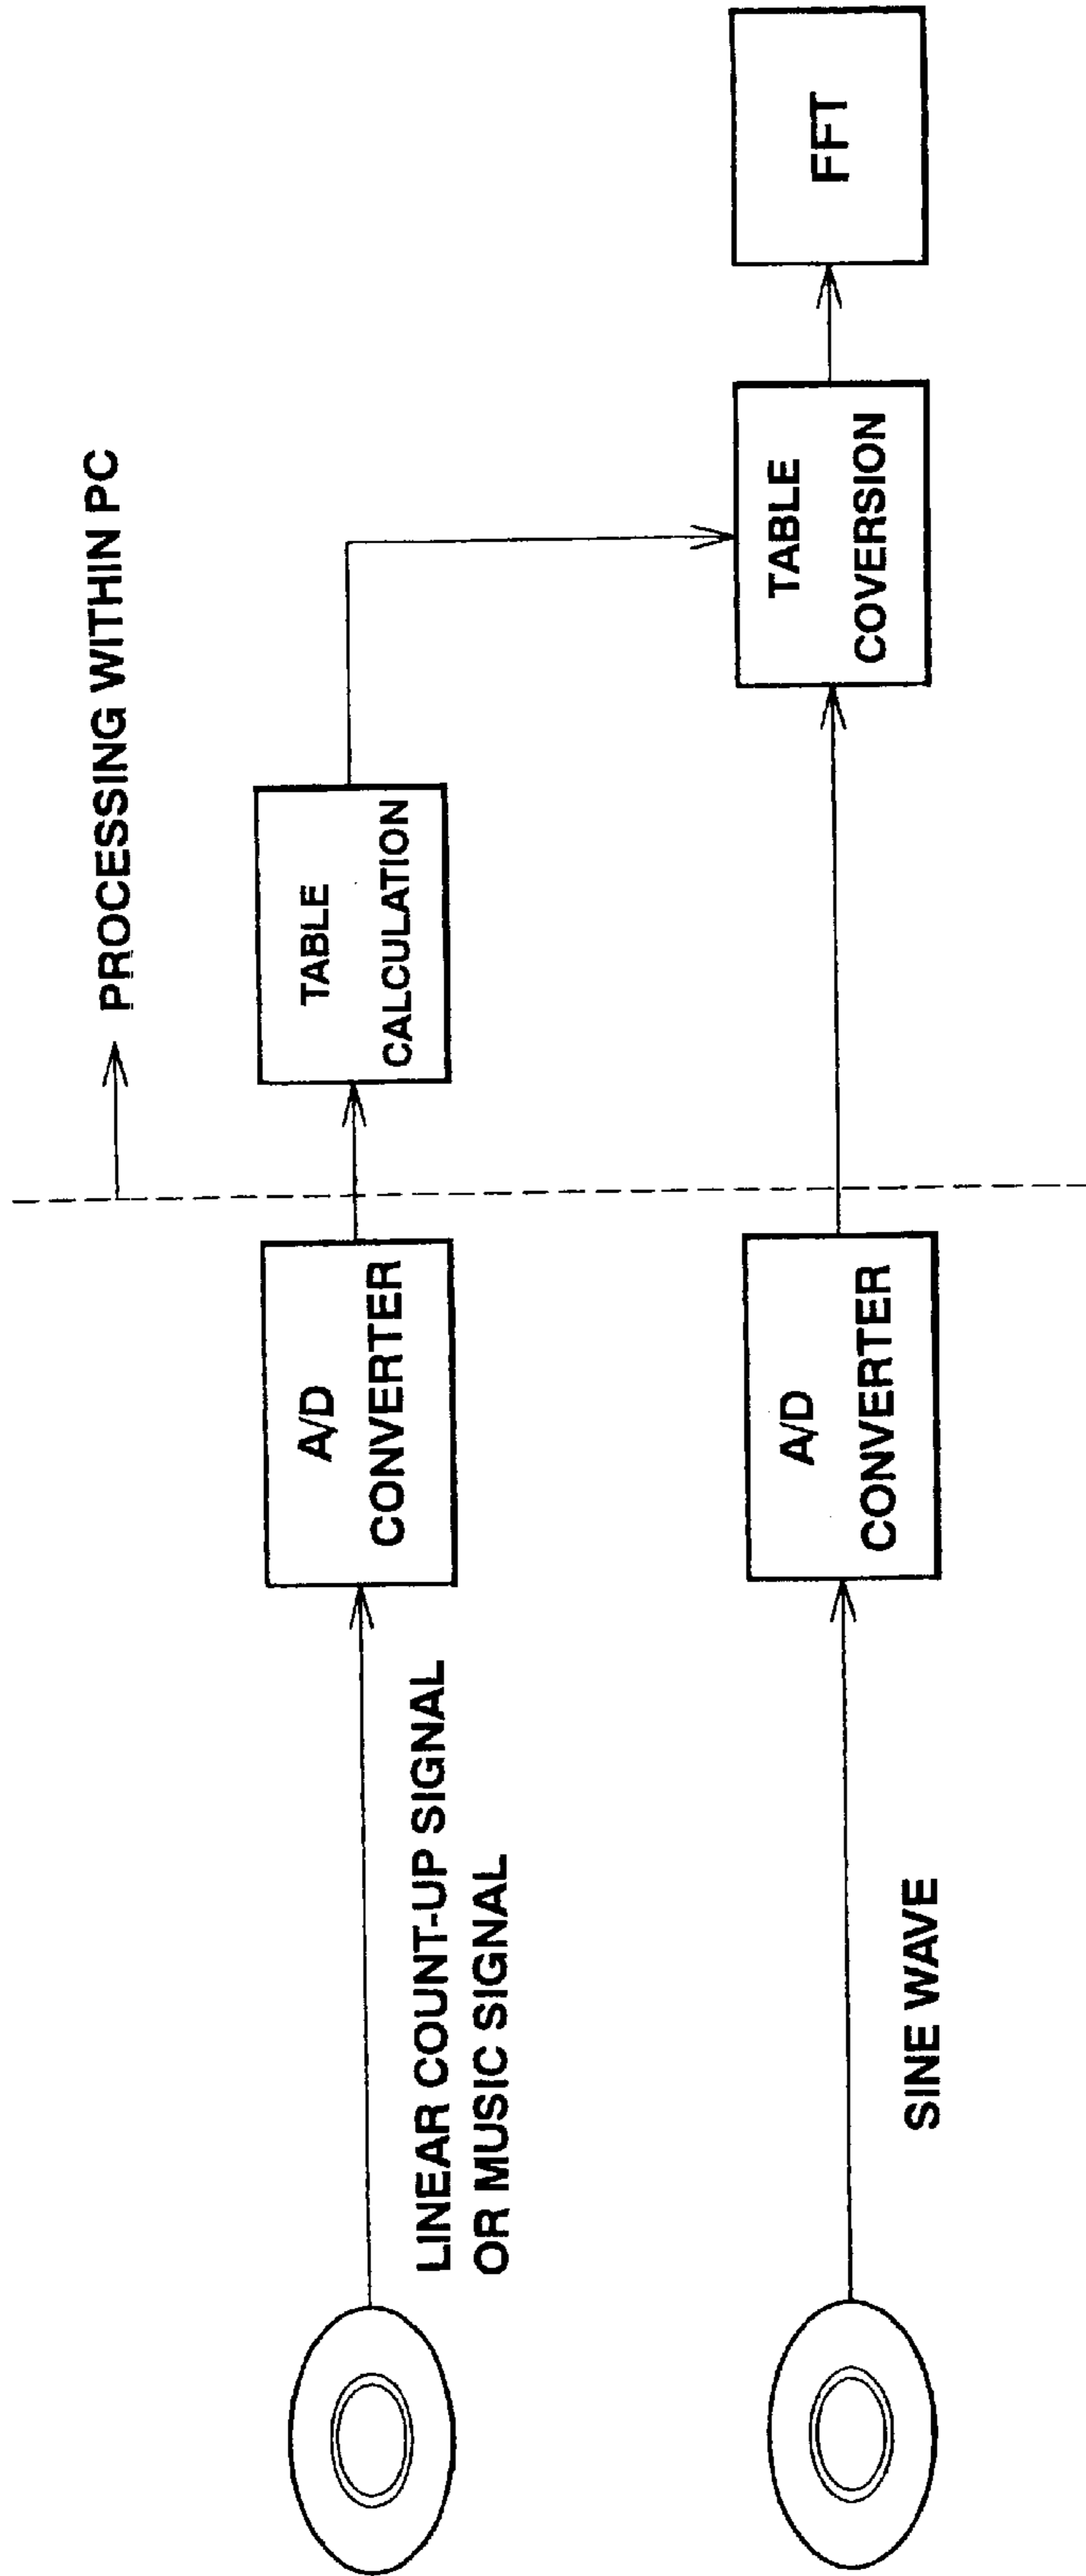 PROCESSING WITHIN PC
A/D
CONVERTER
TABLE
CALCULATION
LINEAR COUNT-UP SIGNAL
OR MUSIC SIGNAL
A/D
CONVERTER
TABLE
COVERSION
FFT
SINE WAVE